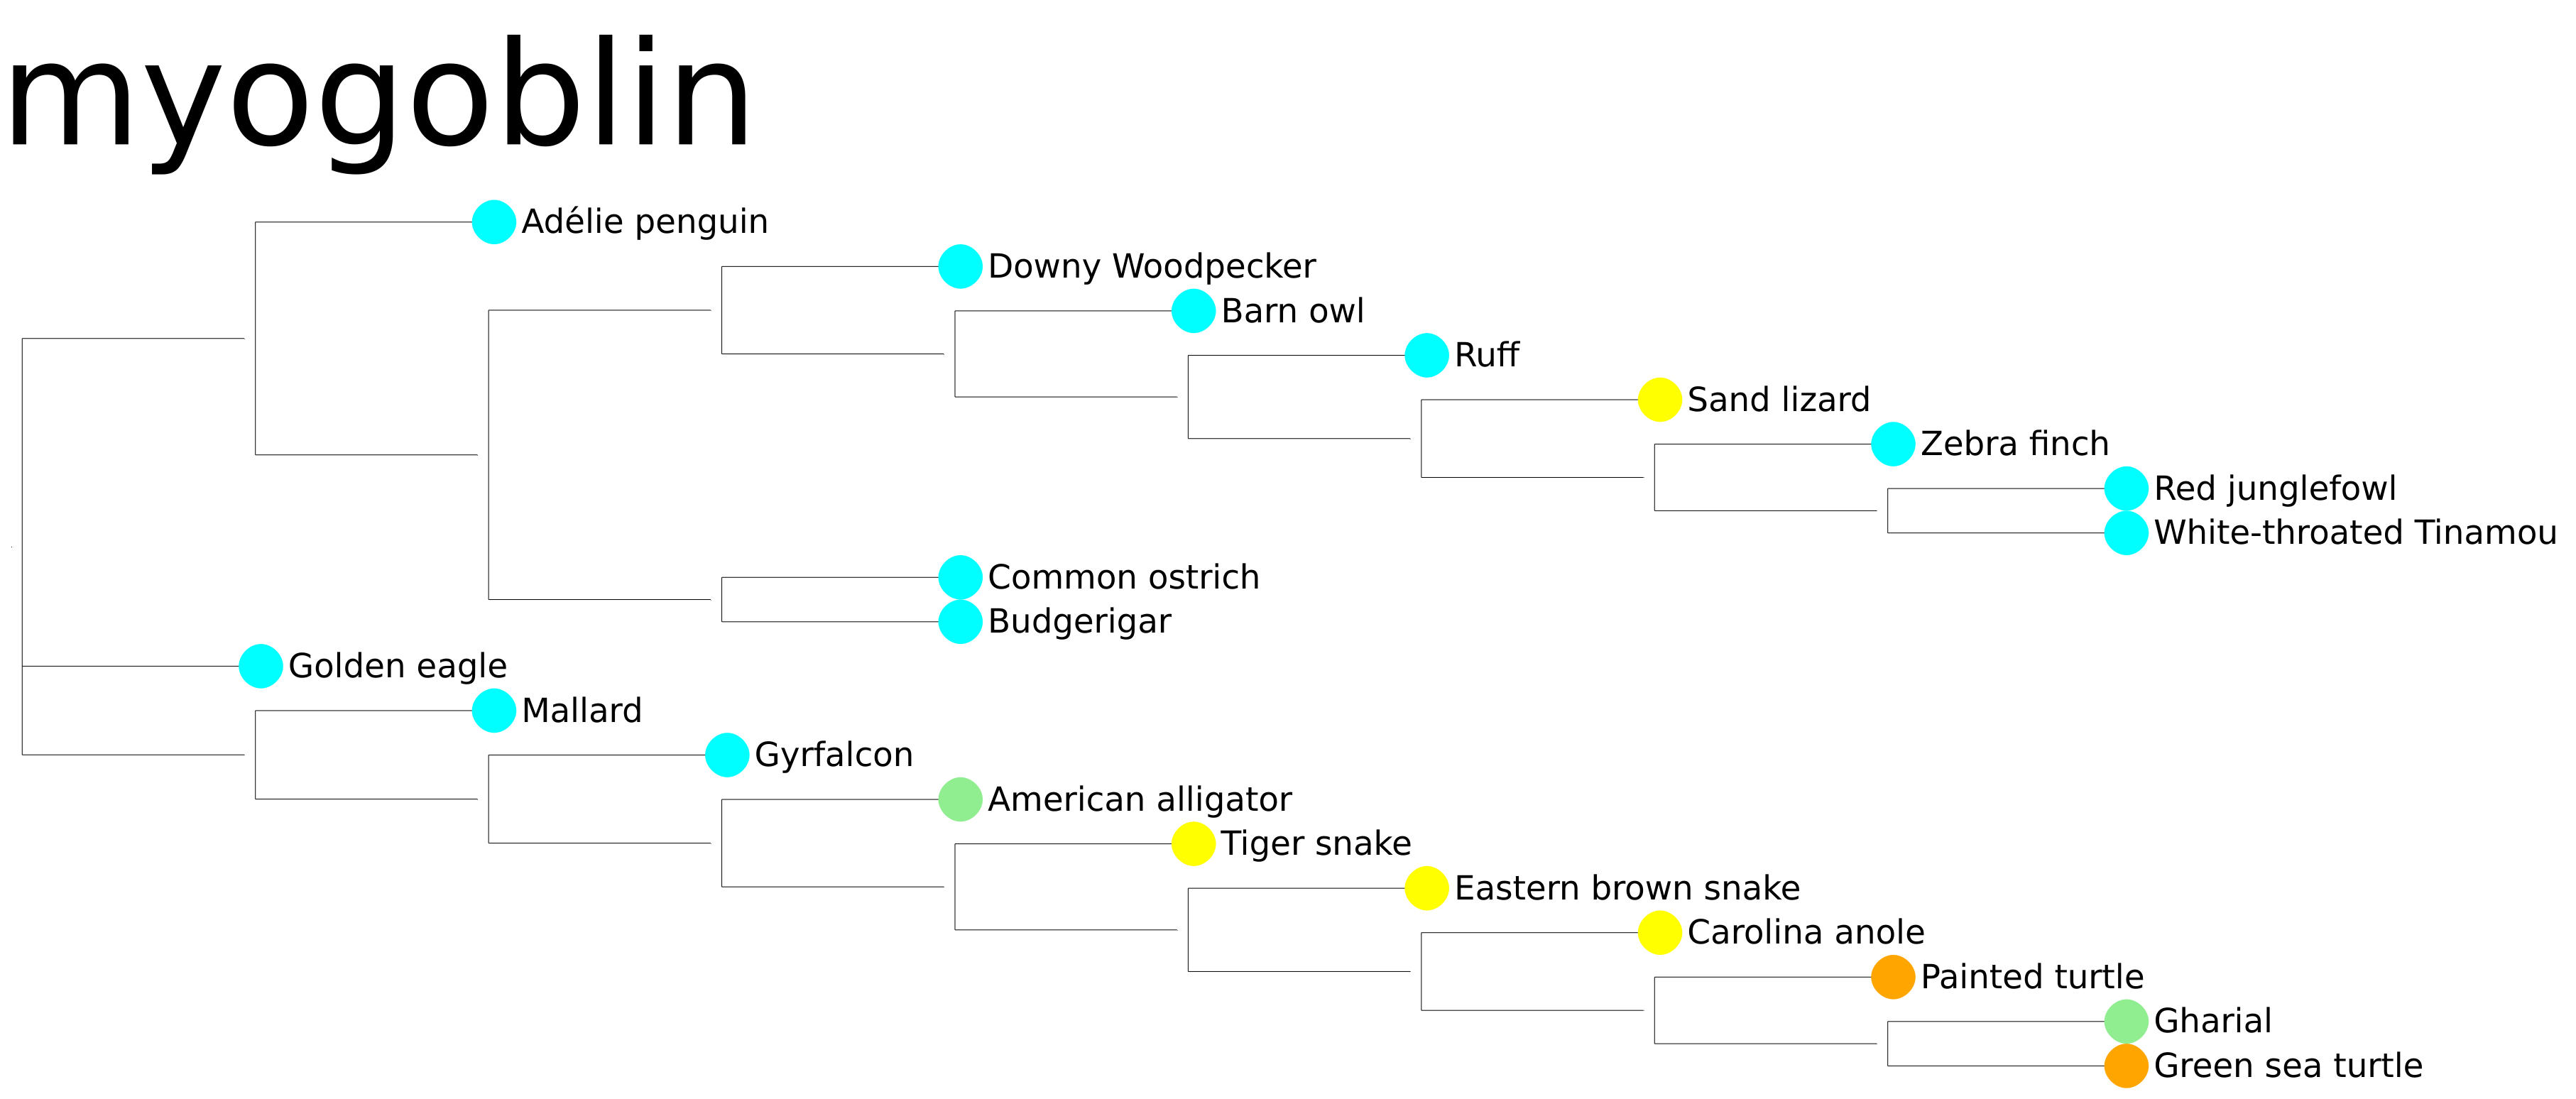 myogoblin
Adélie penguin
Downy Woodpecker
Barn owl
Ruff
Sand lizard
Zebra finch
Red junglefowl
White-throated Tinamou
Common ostrich
Budgerigar
Golden eagle
Mallard
Gyrfalcon
American alligator
Tiger snake
Eastern brown snake
Carolina anole
Painted turtle
Gharial
Green sea turtle